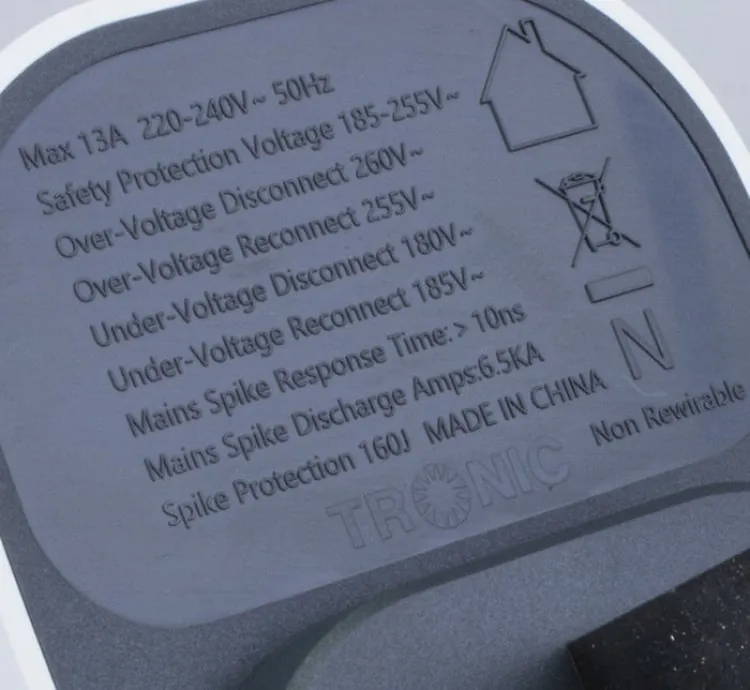 Max 13A 220-240V~ 50Hz
Safety Protection Voltage 185-255V~
Over-Voltage Disconnect 260V~
Over-Voltage Reconnect 255V~
Under-Voltage Disconnect 180V~
Under-Voltage Reconnect 185V~
Mains Spike Response Time: > 10ns
Mains Spike Discharge Amps:6.5KA
Spike Protection 160J MADE IN CHINA
N
Non Rewirable
TRONIC